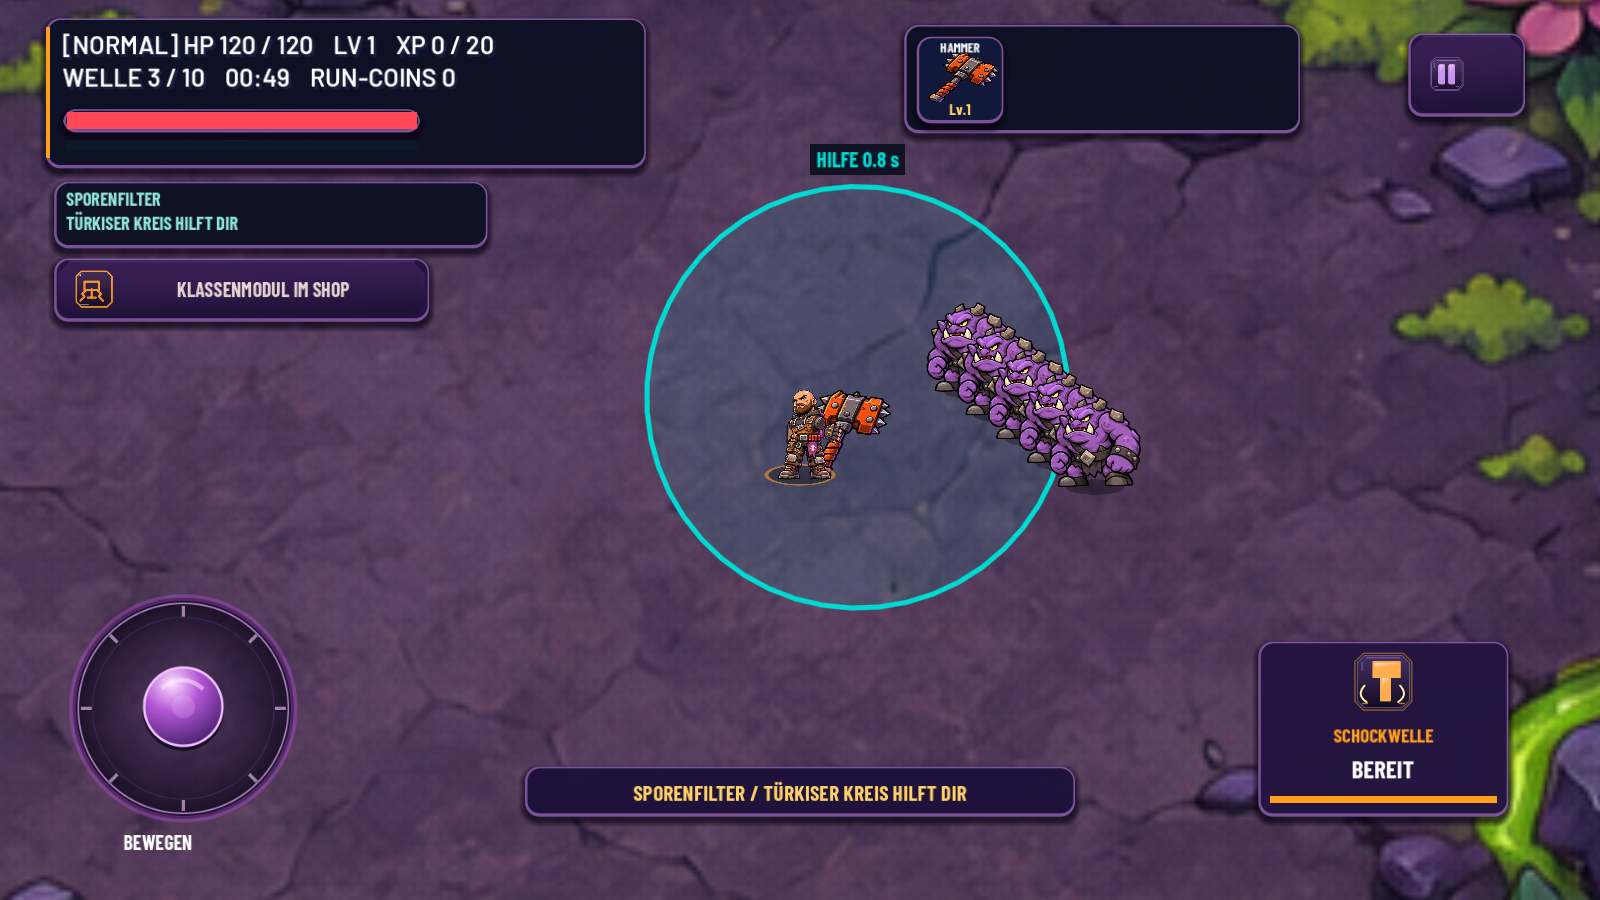 [NORMAL] HP 120 / 120 LV 1 XP 0 / 20
WELLE 3 / 10 00:49 RUN-COINS 0
HAMMER
Lv.1
HILFE 0.8 s
SPORENFILTER
TÜRKISER KREIS HILFT DIR
KLASSENMODUL IM SHOP
SCHOCKWELLE
BEREIT
SPORENFILTER / TÜRKISER KREIS HILFT DIR
BEWEGEN